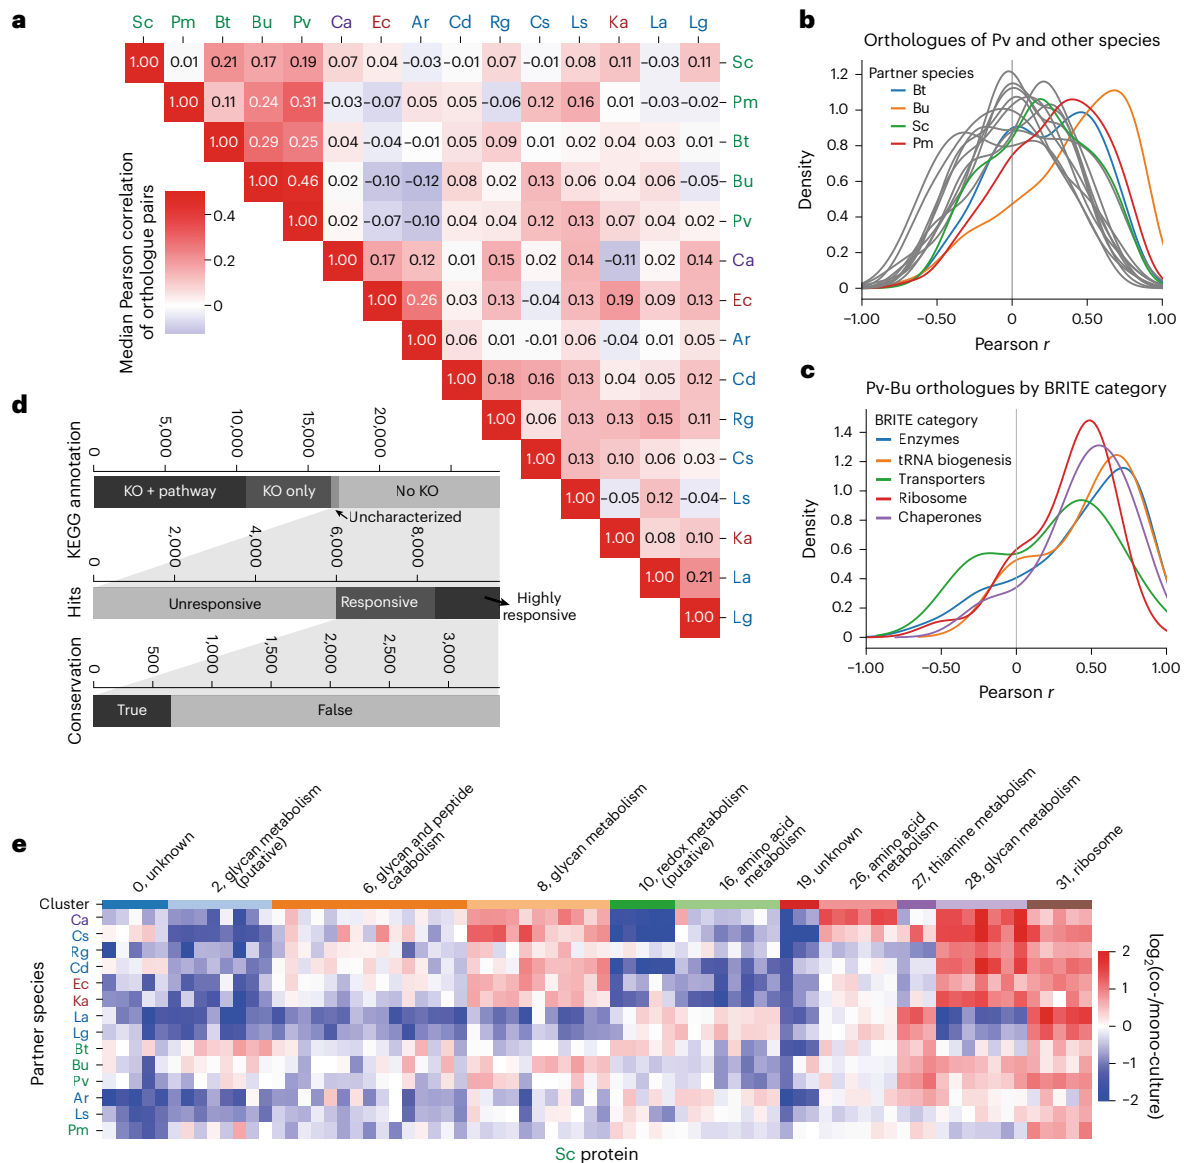 a
Sc Pm Bt Bu Pv Ca Ec Ar Cd Rg Cs Ls Ka La Lg
1.00 0.01 0.21 0.17 0.19 0.07 0.04 −0.03 −0.01 0.07 −0.01 0.08 0.11 −0.03 0.11 Sc
1.00 0.11 0.24 0.31 −0.03 −0.07 0.05 0.05 −0.06 0.12 0.16 0.01 −0.03 −0.02 Pm
1.00 0.29 0.25 0.04 −0.04 −0.01 0.05 0.09 0.01 0.02 0.04 0.03 0.01 Bt
1.00 0.46 0.02 −0.10 −0.12 0.08 0.02 0.13 0.06 0.04 0.06 −0.05 Bu
1.00 0.02 −0.07 −0.10 0.04 0.04 0.12 0.13 0.07 0.04 0.02 Pv
1.00 0.17 0.12 0.01 0.15 0.02 0.14 −0.11 0.02 0.14 Ca
1.00 0.26 0.03 0.13 −0.04 0.13 0.19 0.09 0.13 Ec
1.00 0.06 0.01 −0.01 0.06 −0.04 0.01 0.05 Ar
1.00 0.18 0.16 0.13 0.04 0.05 0.12 Cd
1.00 0.06 0.13 0.13 0.15 0.11 Rg
1.00 0.13 0.10 0.06 0.03 Cs
1.00 −0.05 0.12 −0.04 Ls
1.00 0.08 0.10 Ka
1.00 0.21 La
1.00 Lg
Median Pearson correlation
of orthologue pairs
0.4
0.2
0
b
Orthologues of Pv and other species
Partner species
Bt
Bu
Sc
Pm
Density
1.2
1.0
0.8
0.6
0.4
0.2
0
−1.00 −0.50 0 0.50 1.00
Pearson r
c
Pv-Bu orthologues by BRITE category
BRITE category
Enzymes
tRNA biogenesis
Transporters
Ribosome
Chaperones
Density
1.4
1.2
1.0
0.8
0.6
0.4
0.2
0
−1.00 −0.50 0 0.50 1.00
Pearson r
d
KEGG annotation
0 5,000 10,000 15,000 20,000
KO + pathway KO only No KO
Uncharacterized
Hits
0 2,000 4,000 6,000 8,000
Unresponsive Responsive
Highly
responsive
Conservation
0 500 1,000 1,500 2,000 2,500 3,000
True False
e
0, unknown
2, glycan metabolism
(putative)
6, glycan and peptide
catabolism
8, glycan metabolism
10, redox metabolism
(putative)
16, amino acid
metabolism
19, unknown
26, amino acid
metabolism
27, thiamine metabolism
28, glycan metabolism
31, ribosome
Cluster
Partner species
Ca
Cs
Rg
Cd
Ec
Ka
La
Lg
Bt
Bu
Pv
Ar
Ls
Pm
Sc protein
2
1
0
−1
−2
log2(co-/mono-culture)